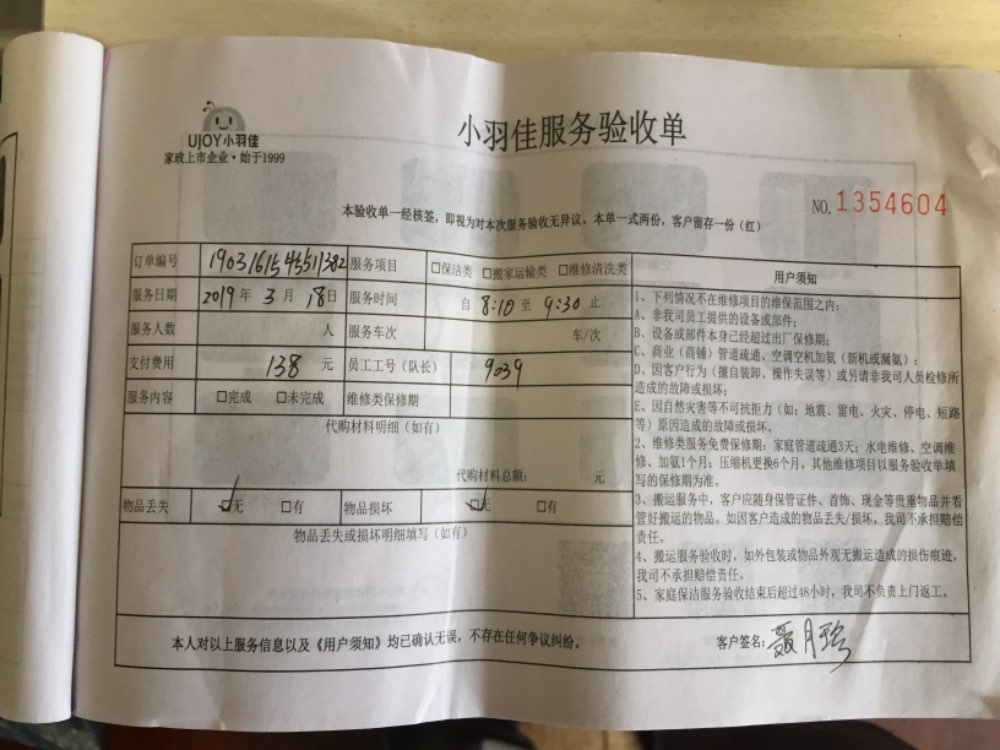 UJOY小羽佳
家政上市企业·始于1999
小羽佳服务验收单
本验收单一经核签，即视为对本次服务验收无异议。本单一式两份，客户留存一份（红）
NO.1354604
订单编号 1903161545511382 服务项目 □保洁类 □搬家运输类 □维修清洗类
服务日期 2019年3月18日 服务时间 自 8:10 至 9:30 止
服务人数 人 服务车次 车/次
支付费用 138 元 员工工号（队长） 9039
服务内容 □完成 □未完成 维修类保修期
代购材料明细（如有）
代购材料总额： 元
物品丢失 ☑无 □有 物品损坏 ☑无 □有
物品丢失或损坏明细填写（如有）
用户须知
1、下列情况不在维修项目的维保范围之内：
A、非我司员工提供的设备或部件；
B、设备或部件本身已经超过出厂保修期；
C、商业（商铺）管道疏通、空调空机加氨（新机或漏氨）；
D、因客户行为（擅自装卸、操作失误等）或另请非我司人员检修所
造成的故障或损坏；
E、因自然灾害等不可抗拒力（如：地震、雷电、火灾、停电、短路
等）原因造成的故障或损坏。
2、维修类服务免费保修期：家庭管道疏通3天；水电维修、空调维
修、加氨1个月；压缩机更换6个月，其他维修项目以服务验收单填
写的保修期为准。
3、搬运服务中，客户应随身保管证件、首饰、现金等贵重物品并看
管好搬运的物品。如因客户造成的物品丢失/损坏，我司不承担赔偿
责任。
4、搬运服务验收时，如外包装或物品外观无搬运造成的损伤痕迹，
我司不承担赔偿责任。
5、家庭保洁服务验收结束后超过48小时，我司不负责上门返工。
本人对以上服务信息以及《用户须知》均已确认无误，不存在任何争议纠纷。
客户签名：聂月